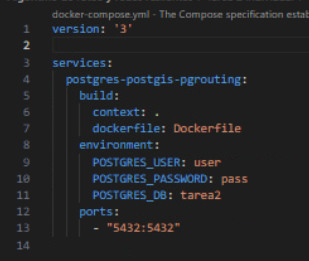 docker-compose.yml - The Compose specification estab
1 version: '3'
2
3 services:
4 postgres-postgis-pgrouting:
5 build:
6 context: .
7 dockerfile: Dockerfile
8 environment:
9 POSTGRES_USER: user
10 POSTGRES_PASSWORD: pass
11 POSTGRES_DB: tarea2
12 ports:
13 - "5432:5432"
14